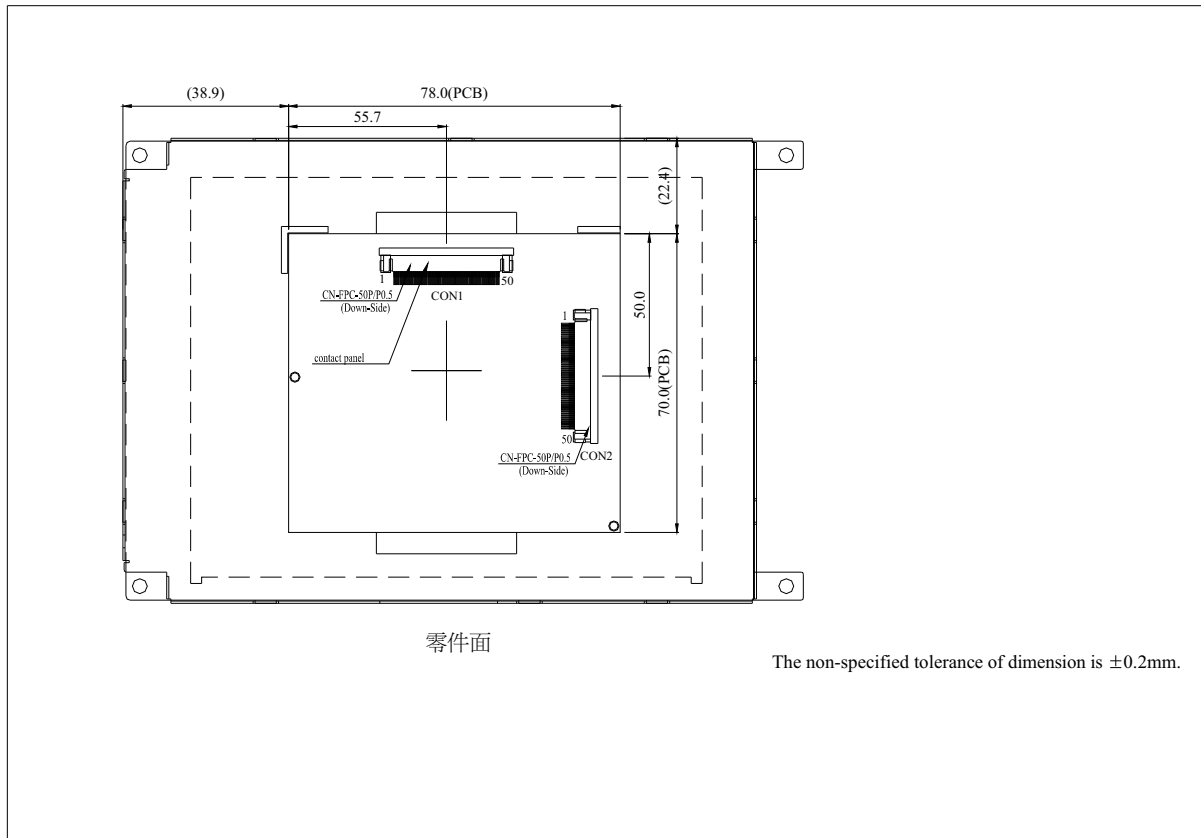 (38.9)
78.0(PCB)
55.7
(22.4)
1
50
CN-FPC-50P/P0.5
(Down-Side)
CON1
contact panel
50.0
70.0(PCB)
1
50
CN-FPC-50P/P0.5
(Down-Side)
CON2
零件面
The non-specified tolerance of dimension is ±0.2mm.